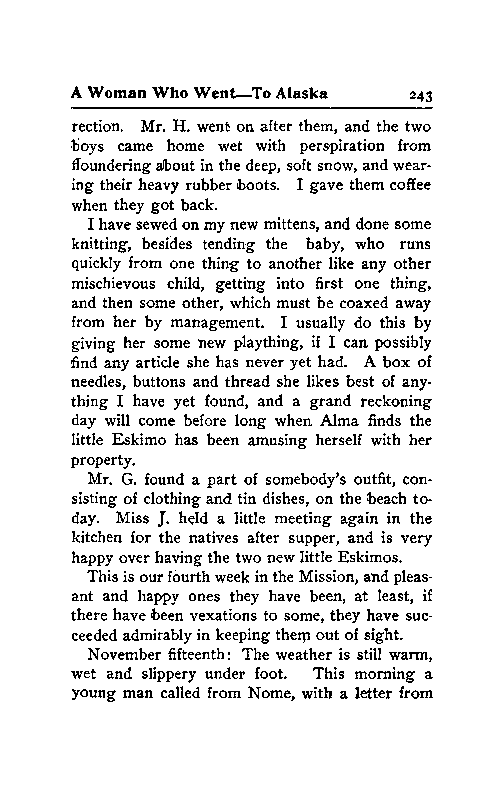 A Woman Who Went—To Alaska 243
rection. Mr. H. went on after them, and the two
boys came home wet with perspiration from
floundering about in the deep, soft snow, and wear-
ing their heavy rubber boots. I gave them coffee
when they got back.
I have sewed on my new mittens, and done some
knitting, besides tending the baby, who runs
quickly from one thing to another like any other
mischievous child, getting into first one thing,
and then some other, which must be coaxed away
from her by management. I usually do this by
giving her some new plaything, if I can possibly
find any article she has never yet had. A box of
needles, buttons and thread she likes best of any-
thing I have yet found, and a grand reckoning
day will come before long when Alma finds the
little Eskimo has been amusing herself with her
property.
Mr. G. found a part of somebody's outfit, con-
sisting of clothing and tin dishes, on the beach to-
day. Miss J. held a little meeting again in the
kitchen for the natives after supper, and is very
happy over having the two new little Eskimos.
This is our fourth week in the Mission, and pleas-
ant and happy ones they have been, at least, if
there have been vexations to some, they have suc-
ceeded admirably in keeping them out of sight.
November fifteenth: The weather is still warm,
wet and slippery under foot. This morning a
young man called from Nome, with a letter from